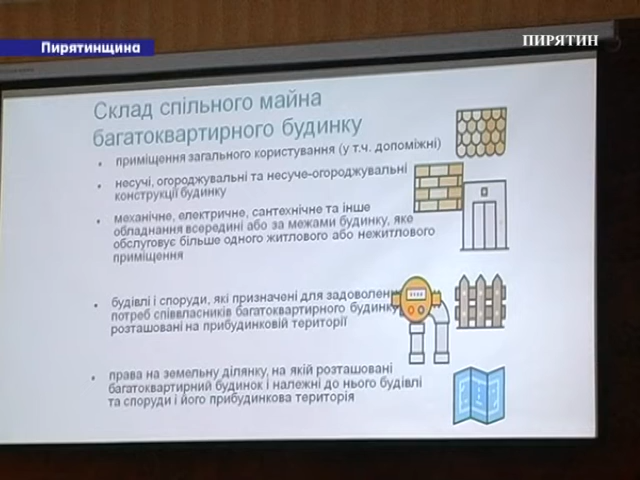 Пирятинщина
ПИРЯТИН
Склад спільного майна
багатоквартирного будинку
• приміщення загального користування (у т.ч. допоміжні)
• несучі, огороджувальні та несуче-огороджувальні
конструкції будинку
• механічне, електричне, сантехнічне та інше
обладнання всередині або за межами будинку, яке
обслуговує більше одного житлового або нежитлового
приміщення
• будівлі і споруди, які призначені для задоволен
потреб співвласників багатоквартирного будинку
розташовані на прибудинковій території
• права на земельну ділянку, на якій розташовані
багатоквартирний будинок і належні до нього будівлі
та споруди і його прибудинкова територія